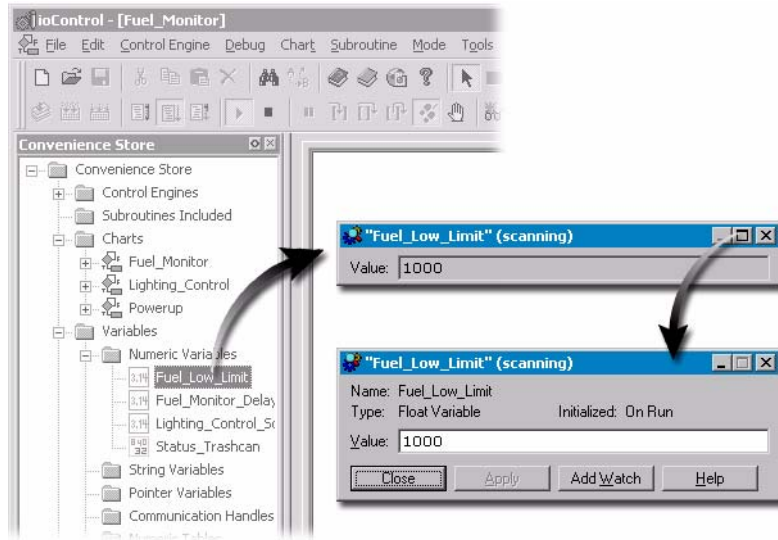 ioControl - [Fuel_Monitor]
File Edit Control Engine Debug Chart Subroutine Mode Tools
Convenience Store
Convenience Store
Control Engines
Subroutines Included
Charts
Fuel_Monitor
Lighting_Control
Powerup
Variables
Numeric Variables
Fuel_Low_Limit
Fuel_Monitor_Delay
Lighting_Control_Sc
Status_Trashcan
String Variables
Pointer Variables
Communication Handles
Numeric Tables
"Fuel_Low_Limit" (scanning)
Value: 1000
"Fuel_Low_Limit" (scanning)
Name: Fuel_Low_Limit
Type: Float Variable Initialized: On Run
Value: 1000
Close Apply Add Watch Help